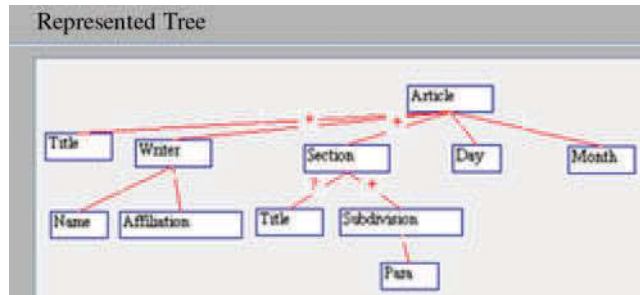 Represented Tree
Article
+
+
Title
Writer
Section
Day
Month
?
+
Name
Affiliation
Title
Subdivision
Para